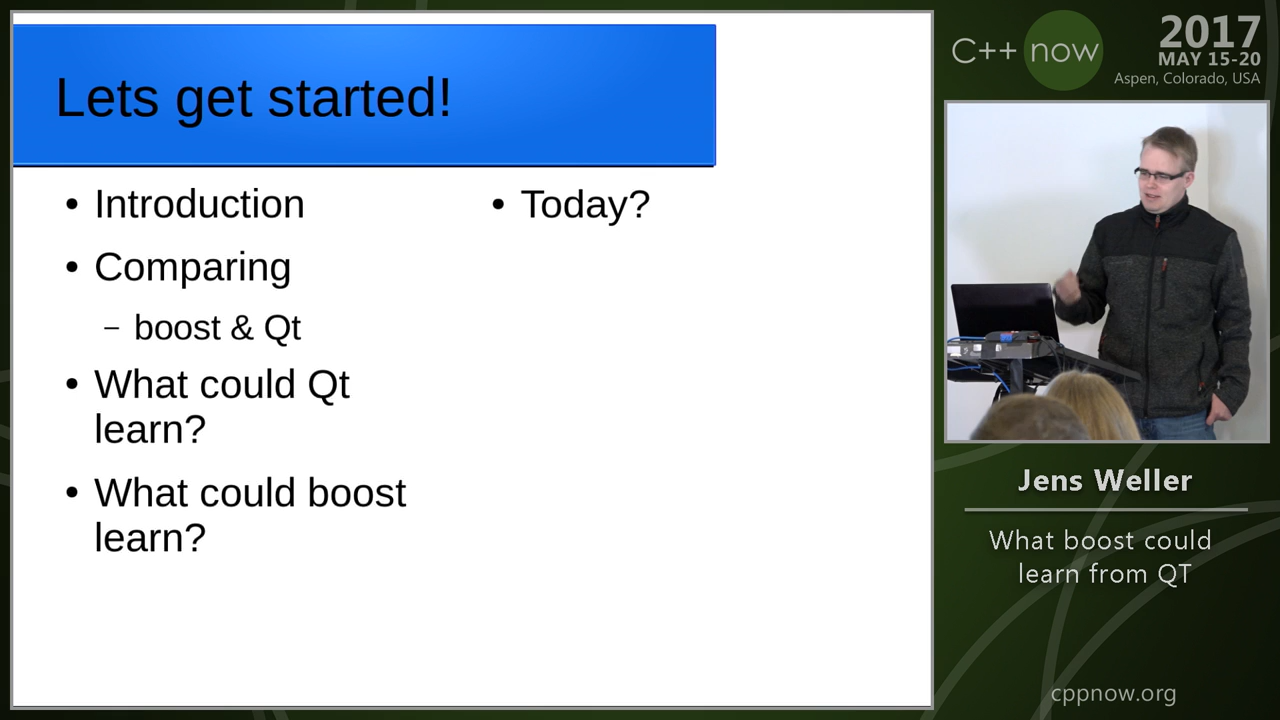 Lets get started!
• Introduction
• Comparing
– boost & Qt
• What could Qt
learn?
• What could boost
learn?
• Today?
C++ now
2017
MAY 15-20
Aspen, Colorado, USA
Jens Weller
What boost could
learn from QT
cppnow.org